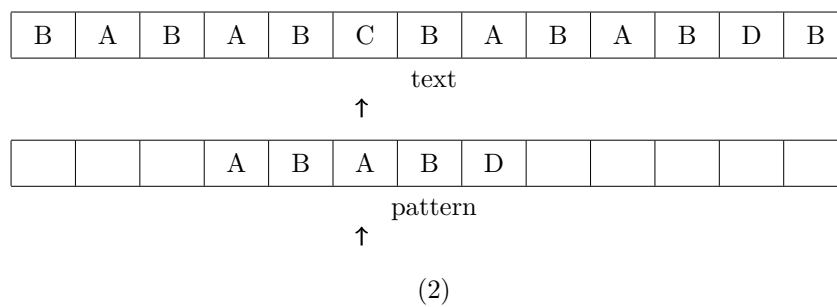 B A B A B C B A B A B D B
text
↑
A B A B D
pattern
↑
(2)